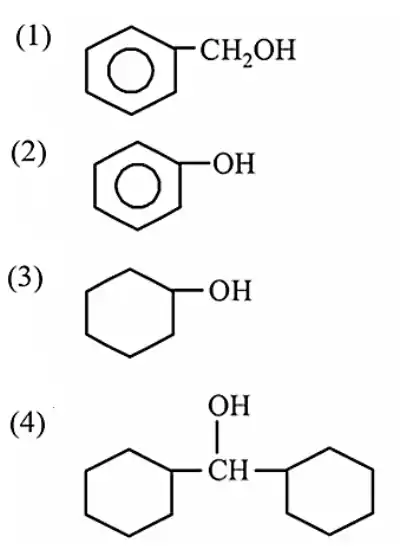 (1)
CH₂OH
(2)
OH
(3)
OH
OH
(4)
CH